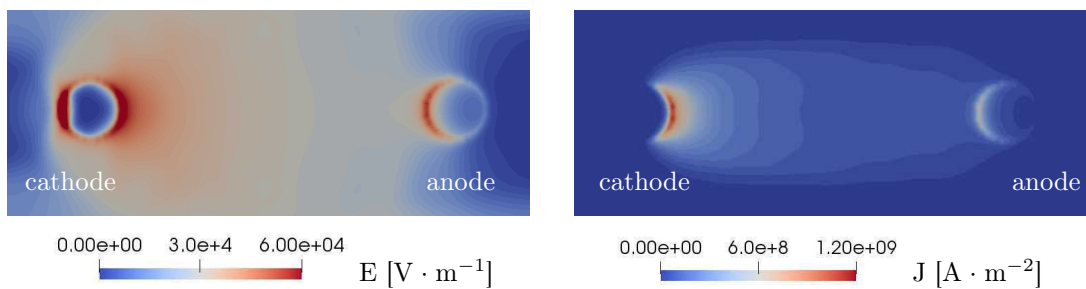 cathode anode
0.00e+00 3.0e+4 6.00e+04
E [V · m⁻¹]
cathode anode
0.00e+00 6.0e+8 1.20e+09
J [A · m⁻²]